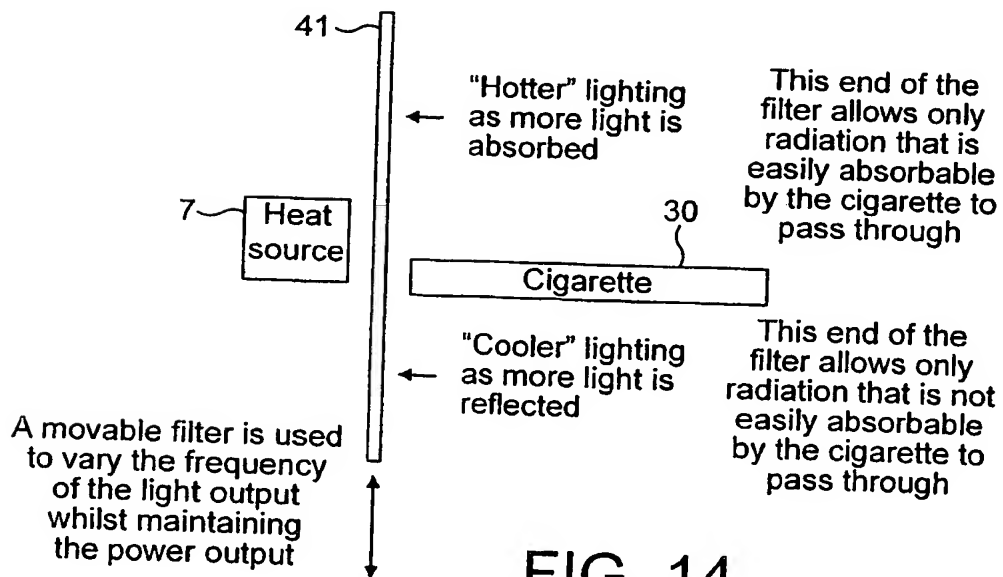 41
"Hotter" lighting
as more light is
absorbed
This end of the
filter allows only
radiation that is
easily absorbable
by the cigarette to
pass through
7
Heat
source
30
Cigarette
"Cooler" lighting
as more light is
reflected
This end of the
filter allows only
radiation that is not
easily absorbable
by the cigarette to
pass through
A movable filter is used
to vary the frequency
of the light output
whilst maintaining
the power output
FIG. 14